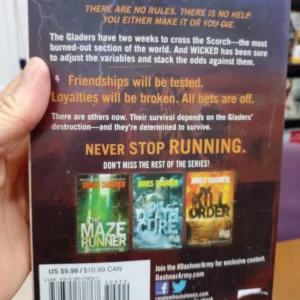 THERE ARE NO RULES. THERE IS NO HELP.
YOU EITHER MAKE IT OR YOU DIE.
The Gladers have two weeks to cross the Scorch—the most
burned-out section of the world. And WICKED has been sure
to adjust the variables and stack the odds against them.
Friendships will be tested.
Loyalties will be broken. All bets are off.
There are others now. Their survival depends on the Gladers'
destruction—and they're determined to survive.
NEVER STOP RUNNING.
DON'T MISS THE REST OF THE SERIES!
JAMES DASHNER
THE
MAZE
RUNNER
JAMES DASHNER
THE
DEATH
CURE
JAMES DASHNER
THE
KILL
ORDER
US $9.99 / $10.99 CAN
Join the #DashnerArmy for exclusive content.
DashnerArmy.com